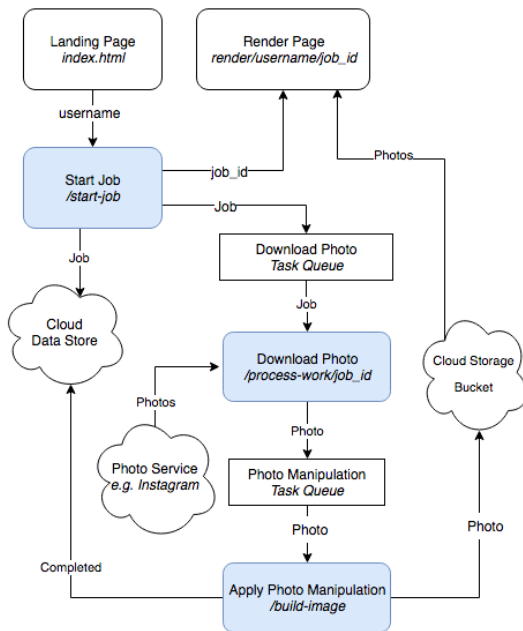 Landing Page
index.html
Render Page
render/username/job_id
username
Photos
Start Job
/start-job
job_id
Job
Job
Download Photo
Task Queue
Job
Cloud
Data Store
Download Photo
/process-work/job_id
Cloud Storage
Bucket
Photos
Photo
Photo Service
e.g. Instagram
Photo Manipulation
Task Queue
Photo
Photo
Completed
Apply Photo Manipulation
/build-image